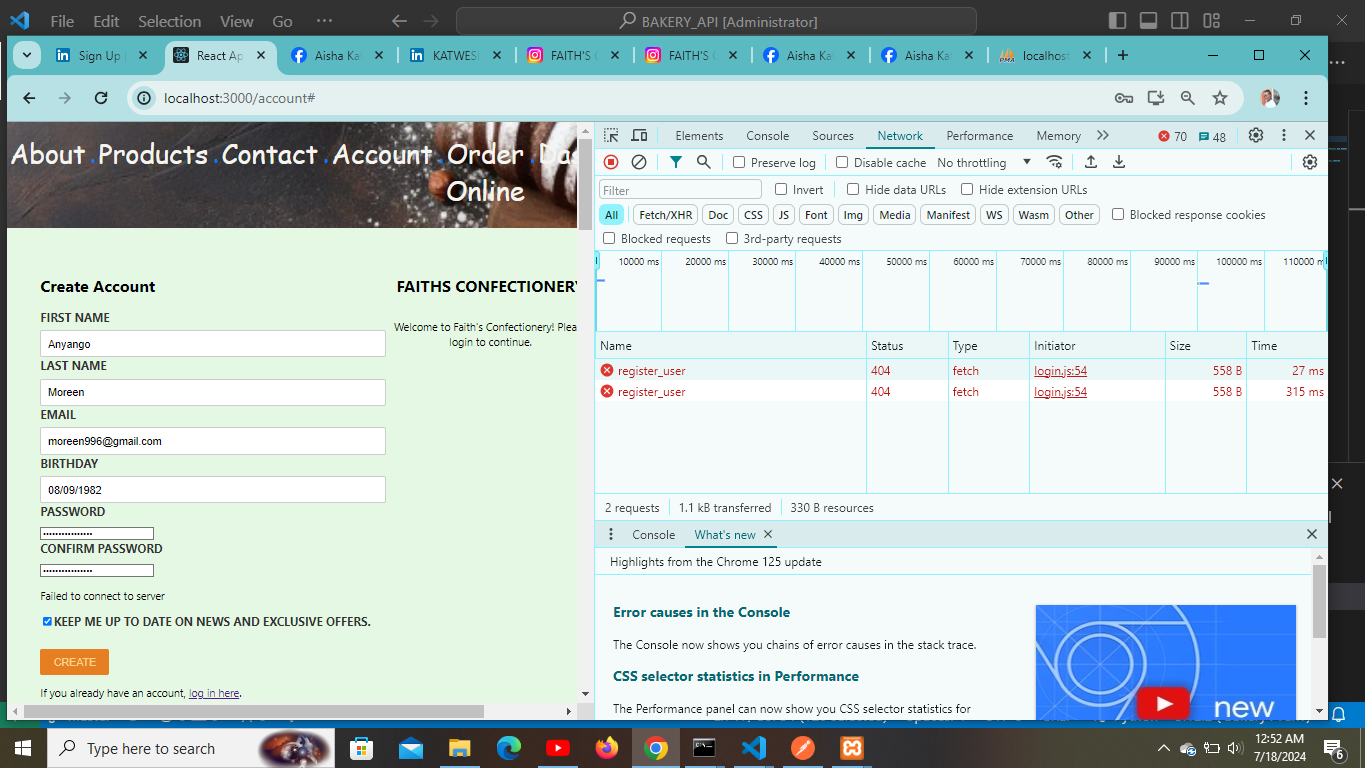 File Edit Selection View Go ··· BAKERY_API [Administrator]
Sign Up React Ap Aisha Ka KATWES FAITH'S FAITH'S Aisha Ka Aisha Ka localhost
localhost:3000/account#
About . Products . Contact . Account . Order . Das
Online
Create Account
FIRST NAME
Anyango
LAST NAME
Moreen
EMAIL
moreen996@gmail.com
BIRTHDAY
08/09/1982
PASSWORD
••••••••••••••••
CONFIRM PASSWORD
••••••••••••••••
Failed to connect to server
KEEP ME UP TO DATE ON NEWS AND EXCLUSIVE OFFERS.
CREATE
If you already have an account, log in here.
FAITHS CONFECTIONERY
Welcome to Faith's Confectionery! Plea
login to continue.
Elements Console Sources Network Performance Memory 70 48
Preserve log Disable cache No throttling
Filter Invert Hide data URLs Hide extension URLs
All Fetch/XHR Doc CSS JS Font Img Media Manifest WS Wasm Other Blocked response cookies
Blocked requests 3rd-party requests
10000 ms 20000 ms 30000 ms 40000 ms 50000 ms 60000 ms 70000 ms 80000 ms 90000 ms 100000 ms 110000 m
Name Status Type Initiator Size Time
register_user 404 fetch login.js:54 558 B 27 ms
register_user 404 fetch login.js:54 558 B 315 ms
2 requests 1.1 kB transferred 330 B resources
Console What's new
Highlights from the Chrome 125 update
Error causes in the Console
The Console now shows you chains of error causes in the stack trace.
CSS selector statistics in Performance
The Performance panel can now show you CSS selector statistics for
new
Type here to search
12:52 AM
7/18/2024
6